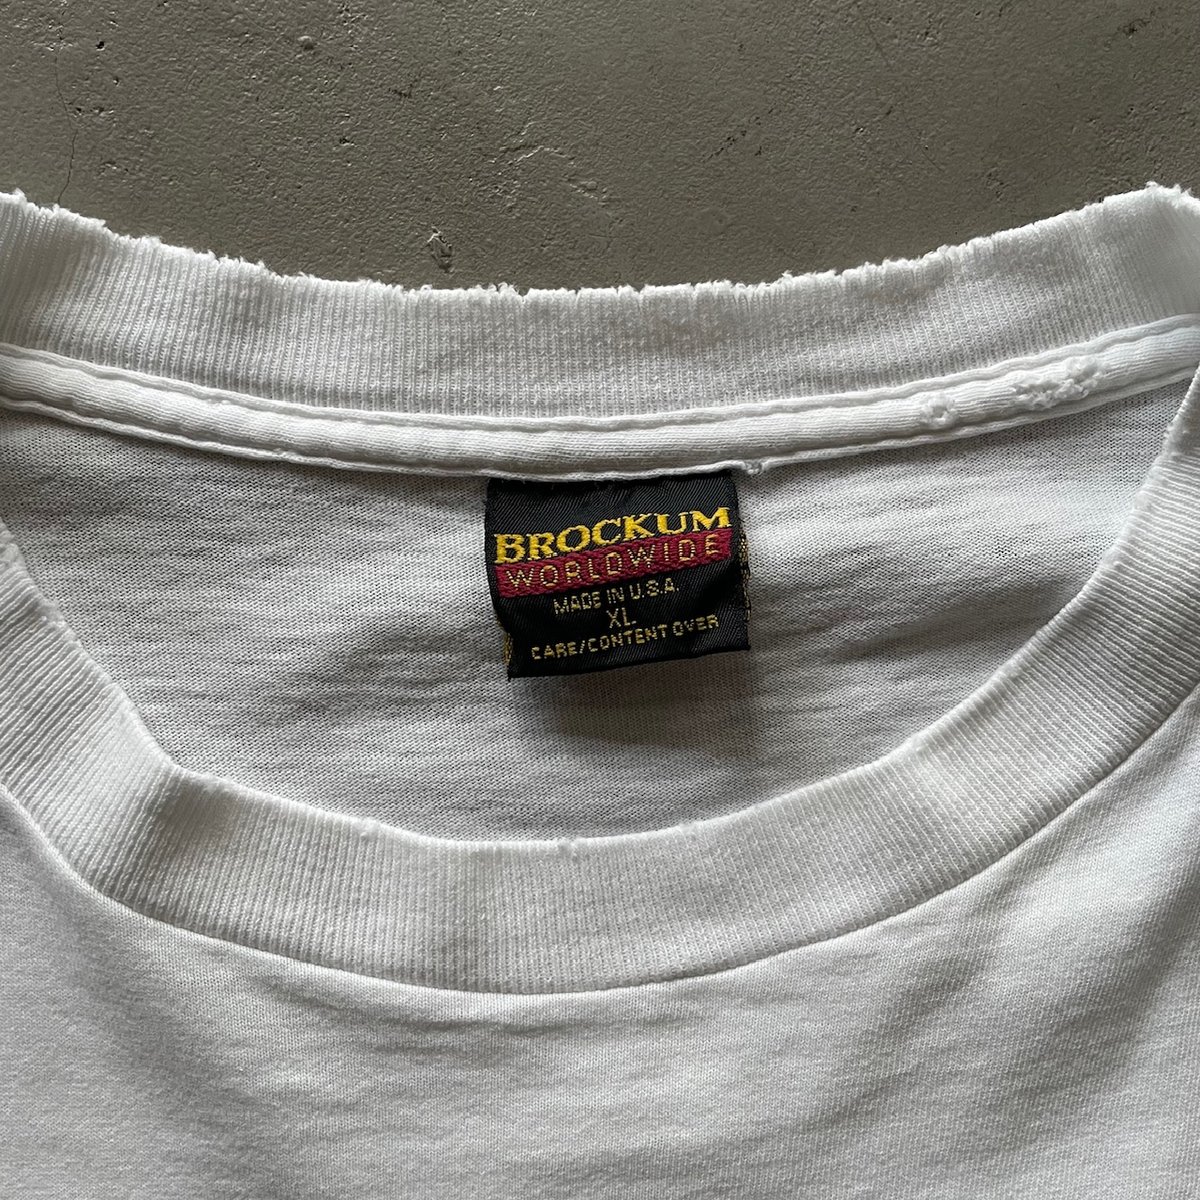 BROCKUM
WORLDWIDE
MADE IN U.S.A.
XL
CARE/CONTENT OVER